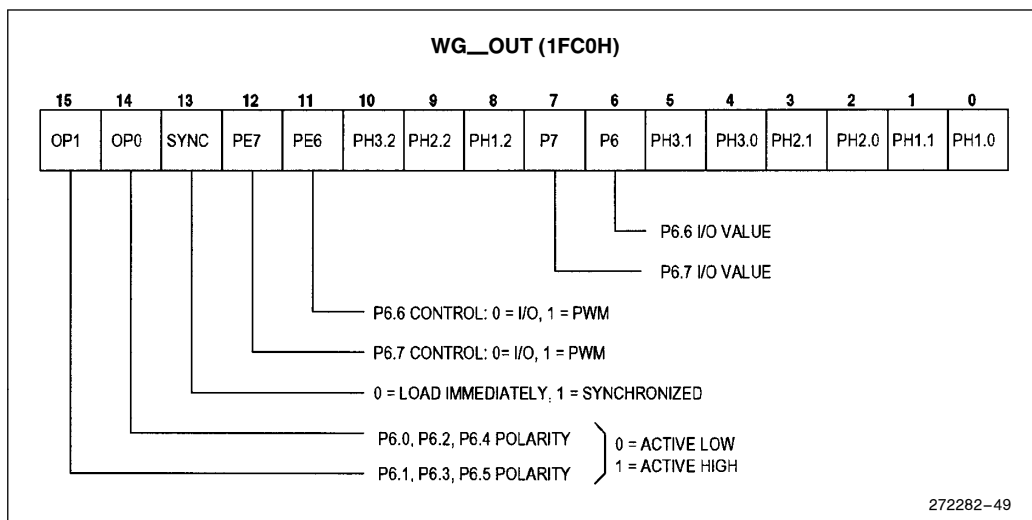 WG__OUT (1FC0H)
15 14 13 12 11 10 9 8 7 6 5 4 3 2 1 0
OP1 OP0 SYNC PE7 PE6 PH3.2 PH2.2 PH1.2 P7 P6 PH3.1 PH3.0 PH2.1 PH2.0 PH1.1 PH1.0
P6.6 I/O VALUE
P6.7 I/O VALUE
P6.6 CONTROL: 0 = I/O, 1 = PWM
P6.7 CONTROL: 0= I/O, 1 = PWM
0 = LOAD IMMEDIATELY, 1 = SYNCHRONIZED
P6.0, P6.2, P6.4 POLARITY
P6.1, P6.3, P6.5 POLARITY
0 = ACTIVE LOW
1 = ACTIVE HIGH
272282–49